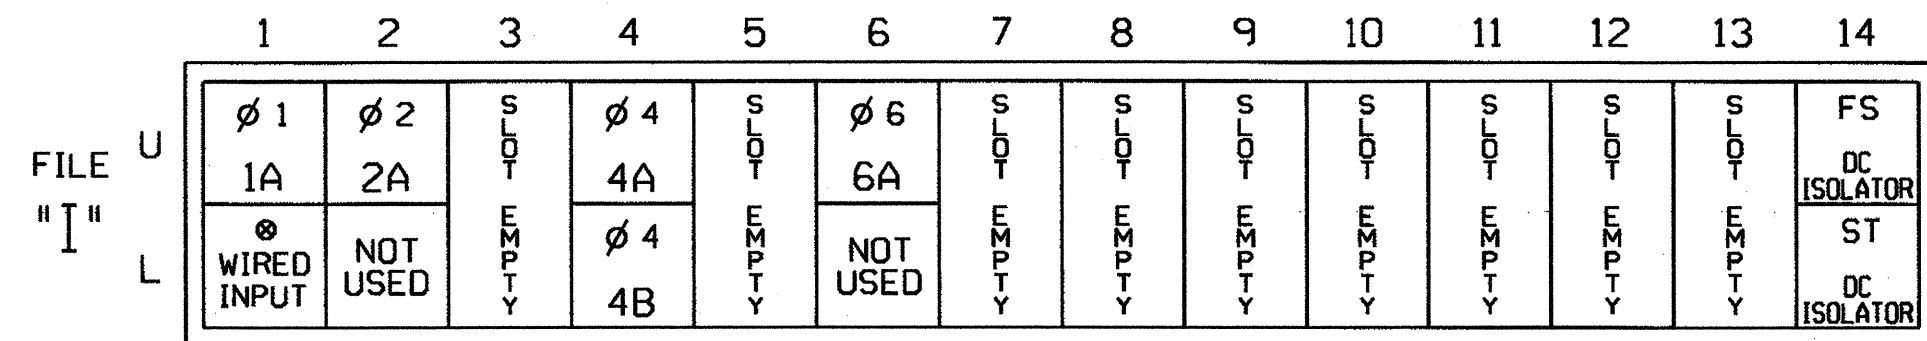 1 2 3 4 5 6 7 8 9 10 11 12 13 14
FILE "I"
U
L
Ø 1
1A
⊗
WIRED
INPUT
Ø 2
2A
NOT
USED
SLOT EMPTY
Ø 4
4A
Ø 4
4B
SLOT EMPTY
Ø 6
6A
NOT
USED
SLOT EMPTY
SLOT EMPTY
SLOT EMPTY
SLOT EMPTY
SLOT EMPTY
SLOT EMPTY
SLOT EMPTY
FS
DC
ISOLATOR
ST
DC
ISOLATOR